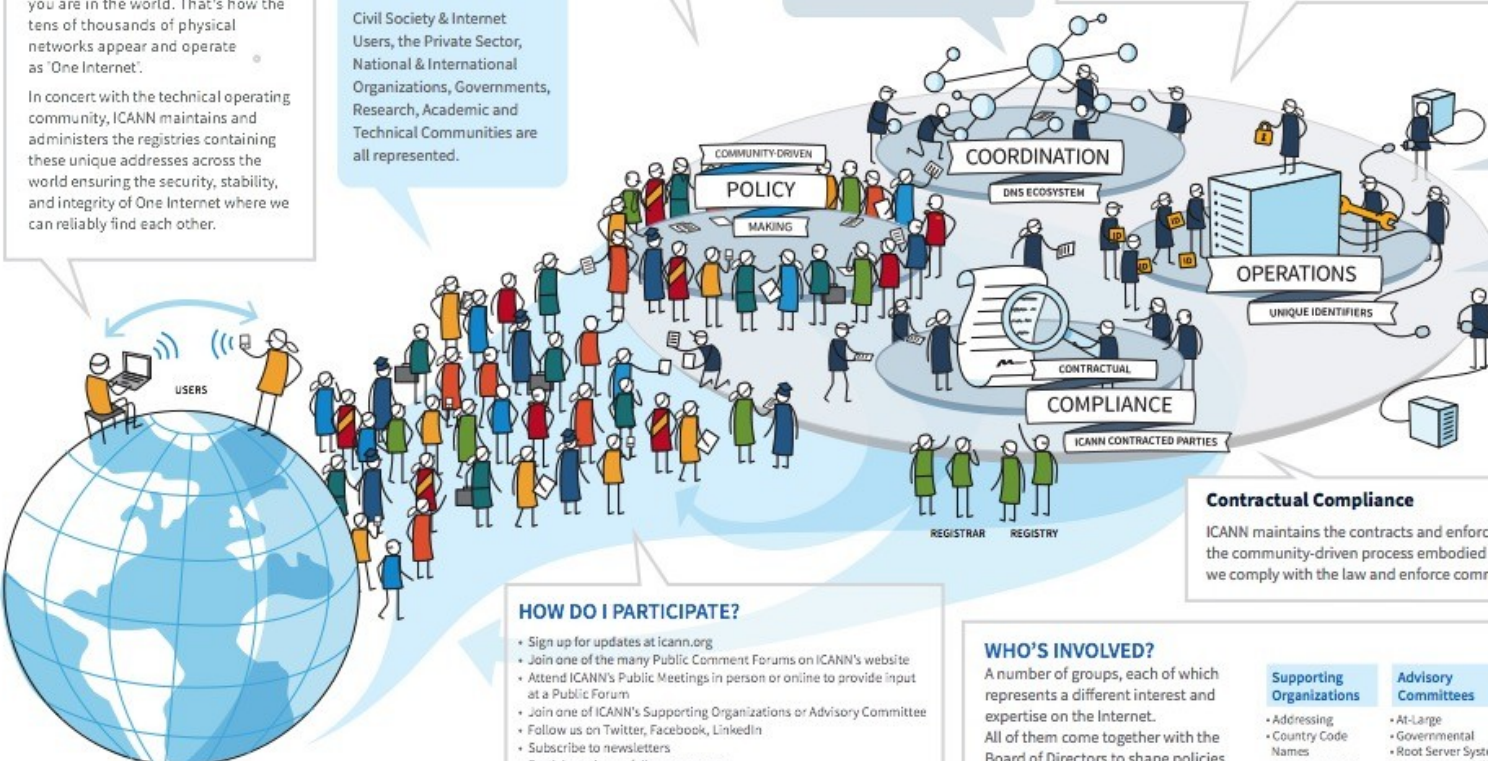 you are in the world. That's how the
tens of thousands of physical
networks appear and operate
as 'One Internet'.
In concert with the technical operating
community, ICANN maintains and
administers the registries containing
these unique addresses across the
world ensuring the security, stability,
and integrity of One Internet where we
can reliably find each other.
Civil Society & Internet
Users, the Private Sector,
National & International
Organizations, Governments,
Research, Academic and
Technical Communities are
all represented.
USERS
COMMUNITY-DRIVEN
POLICY
MAKING
COORDINATION
DNS ECOSYSTEM
ID
ID
ID
ID
OPERATIONS
UNIQUE IDENTIFIERS
CONTRACTUAL
COMPLIANCE
ICANN CONTRACTED PARTIES
REGISTRAR
REGISTRY
Contractual Compliance
ICANN maintains the contracts and enforc
the community-driven process embodied
we comply with the law and enforce com
HOW DO I PARTICIPATE?
• Sign up for updates at icann.org
• Join one of the many Public Comment Forums on ICANN's website
• Attend ICANN's Public Meetings in person or online to provide input
at a Public Forum
• Join one of ICANN's Supporting Organizations or Advisory Committee
• Follow us on Twitter, Facebook, LinkedIn
• Subscribe to newsletters
WHO'S INVOLVED?
A number of groups, each of which
represents a different interest and
expertise on the Internet.
All of them come together with the
Board of Directors to shape policies
Supporting
Organizations
• Addressing
• Country Code
Names
Advisory
Committees
• At-Large
• Governmental
• Root Server Syst